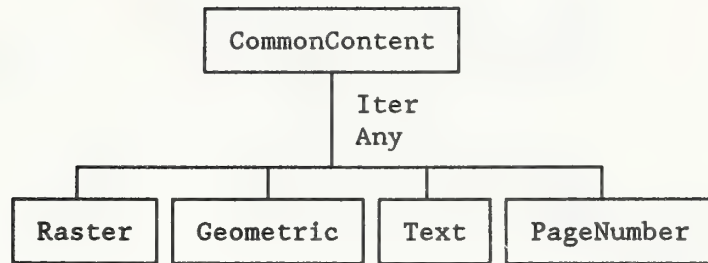 CommonContent
Iter
Any
Raster Geometric Text PageNumber